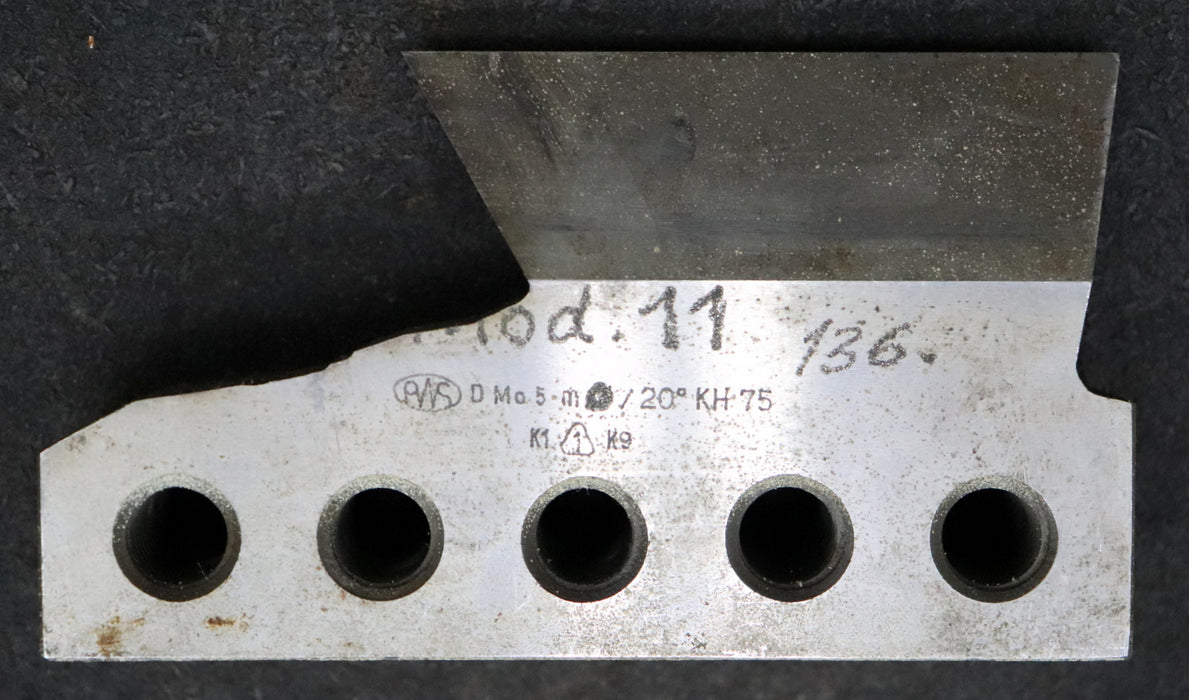 Mod. 11 136.
PWS D Mo 5 m / 20° KH 75
K1 1 K9